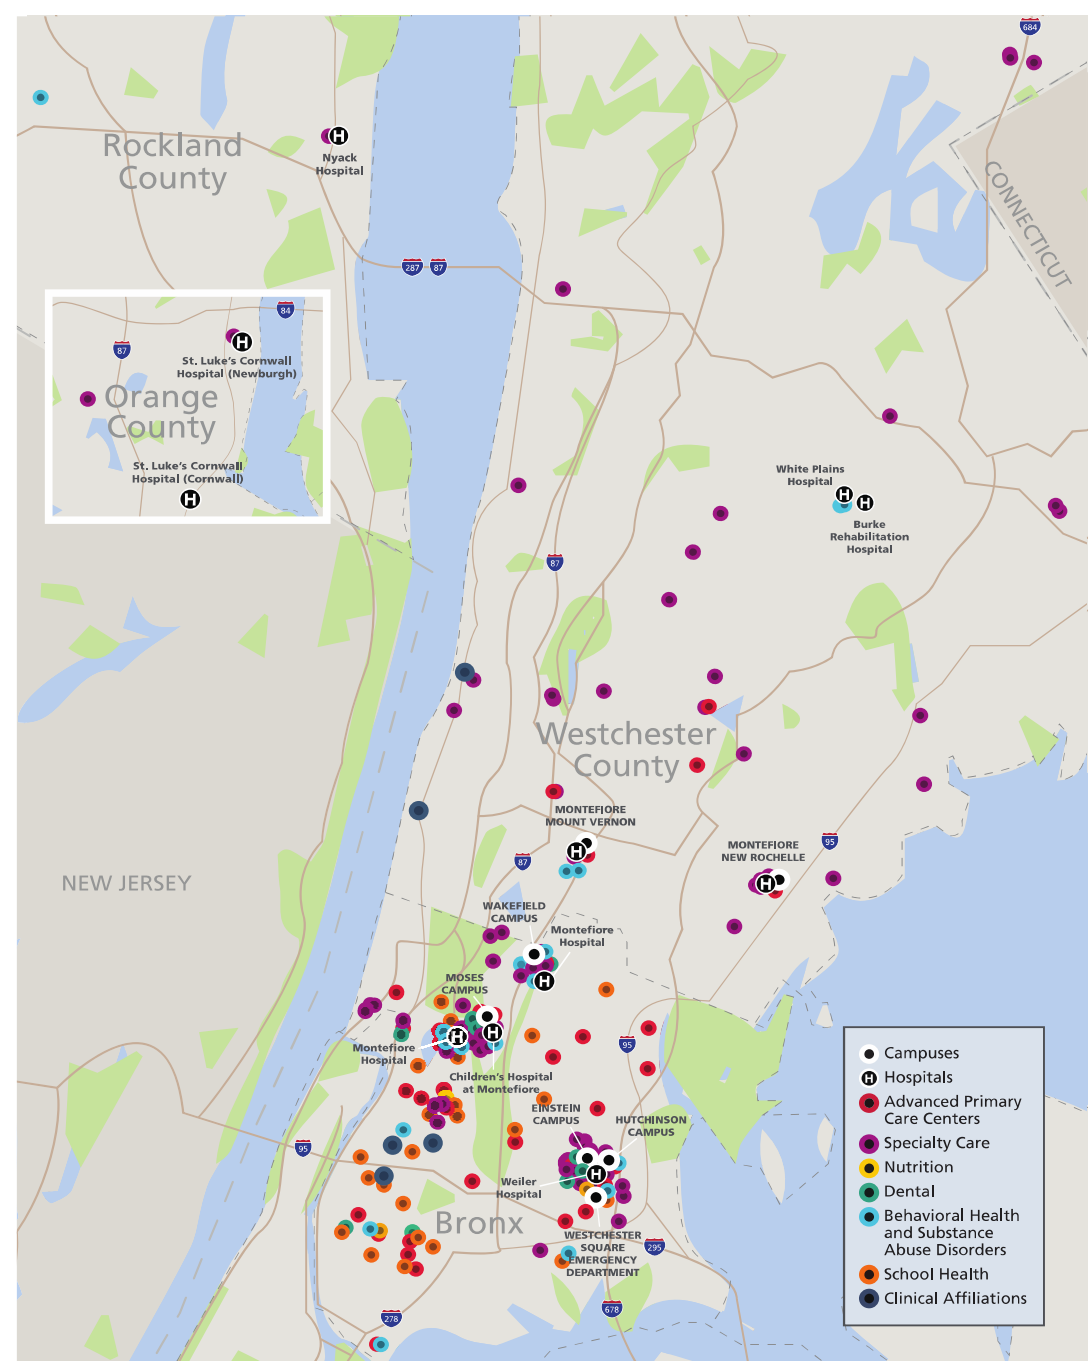 684
Rockland
County
Nyack
Hospital
CONNECTICUT
287
87
84
87
St. Luke's Cornwall
Hospital (Newburgh)
Orange
County
St. Luke's Cornwall
Hospital (Cornwall)
White Plains
Hospital
Burke
Rehabilitation
Hospital
87
Westchester
County
MONTEFIORE
MOUNT VERNON
MONTEFIORE
NEW ROCHELLE
95
87
NEW JERSEY
WAKEFIELD
CAMPUS
Montefiore
Hospital
MOSES
CAMPUS
Montefiore
Hospital
95
Children's Hospital
at Montefiore
EINSTEIN
CAMPUS
HUTCHINSON
CAMPUS
95
Weiler
Hospital
Bronx
WESTCHESTER
SQUARE
EMERGENCY
DEPARTMENT
295
678
278
Campuses
H Hospitals
Advanced Primary
Care Centers
Specialty Care
Nutrition
Dental
Behavioral Health
and Substance
Abuse Disorders
School Health
Clinical Affiliations